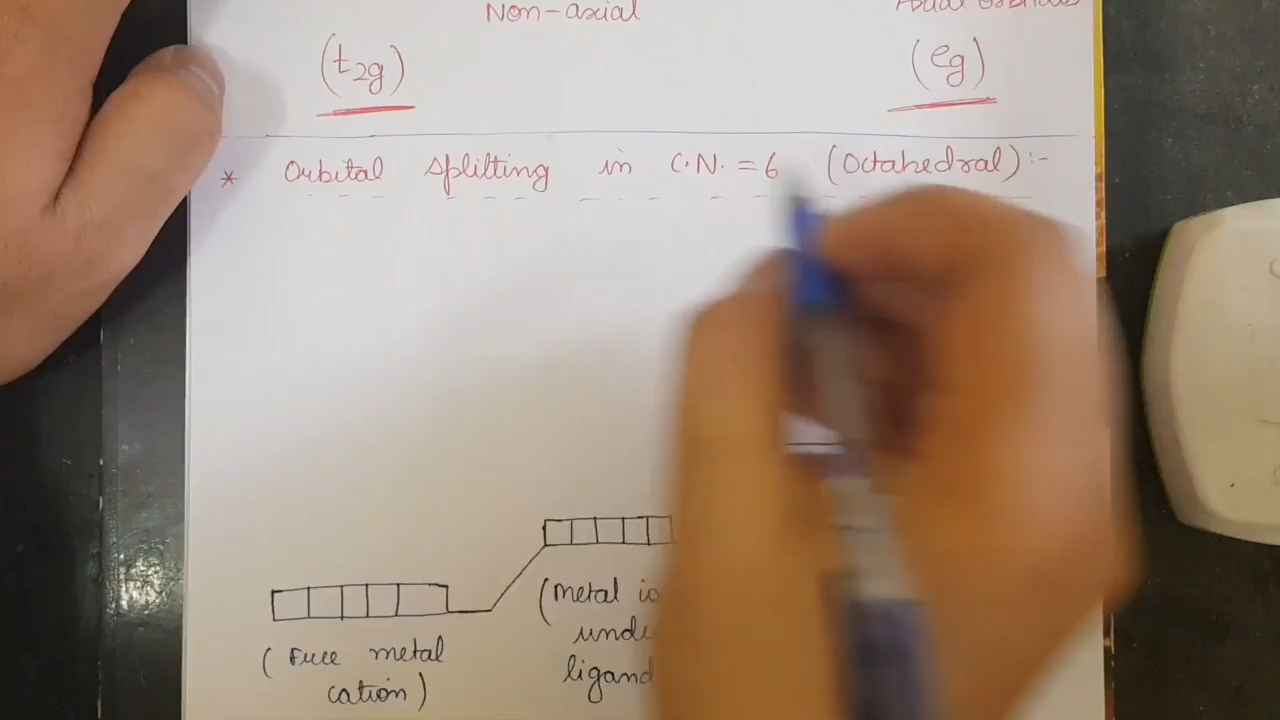 Non-axial
(t2g) (eg)
* Orbital splitting in C.N. = 6 (Octahedral) :-
(Metal
(Free metal
cation)
ligand